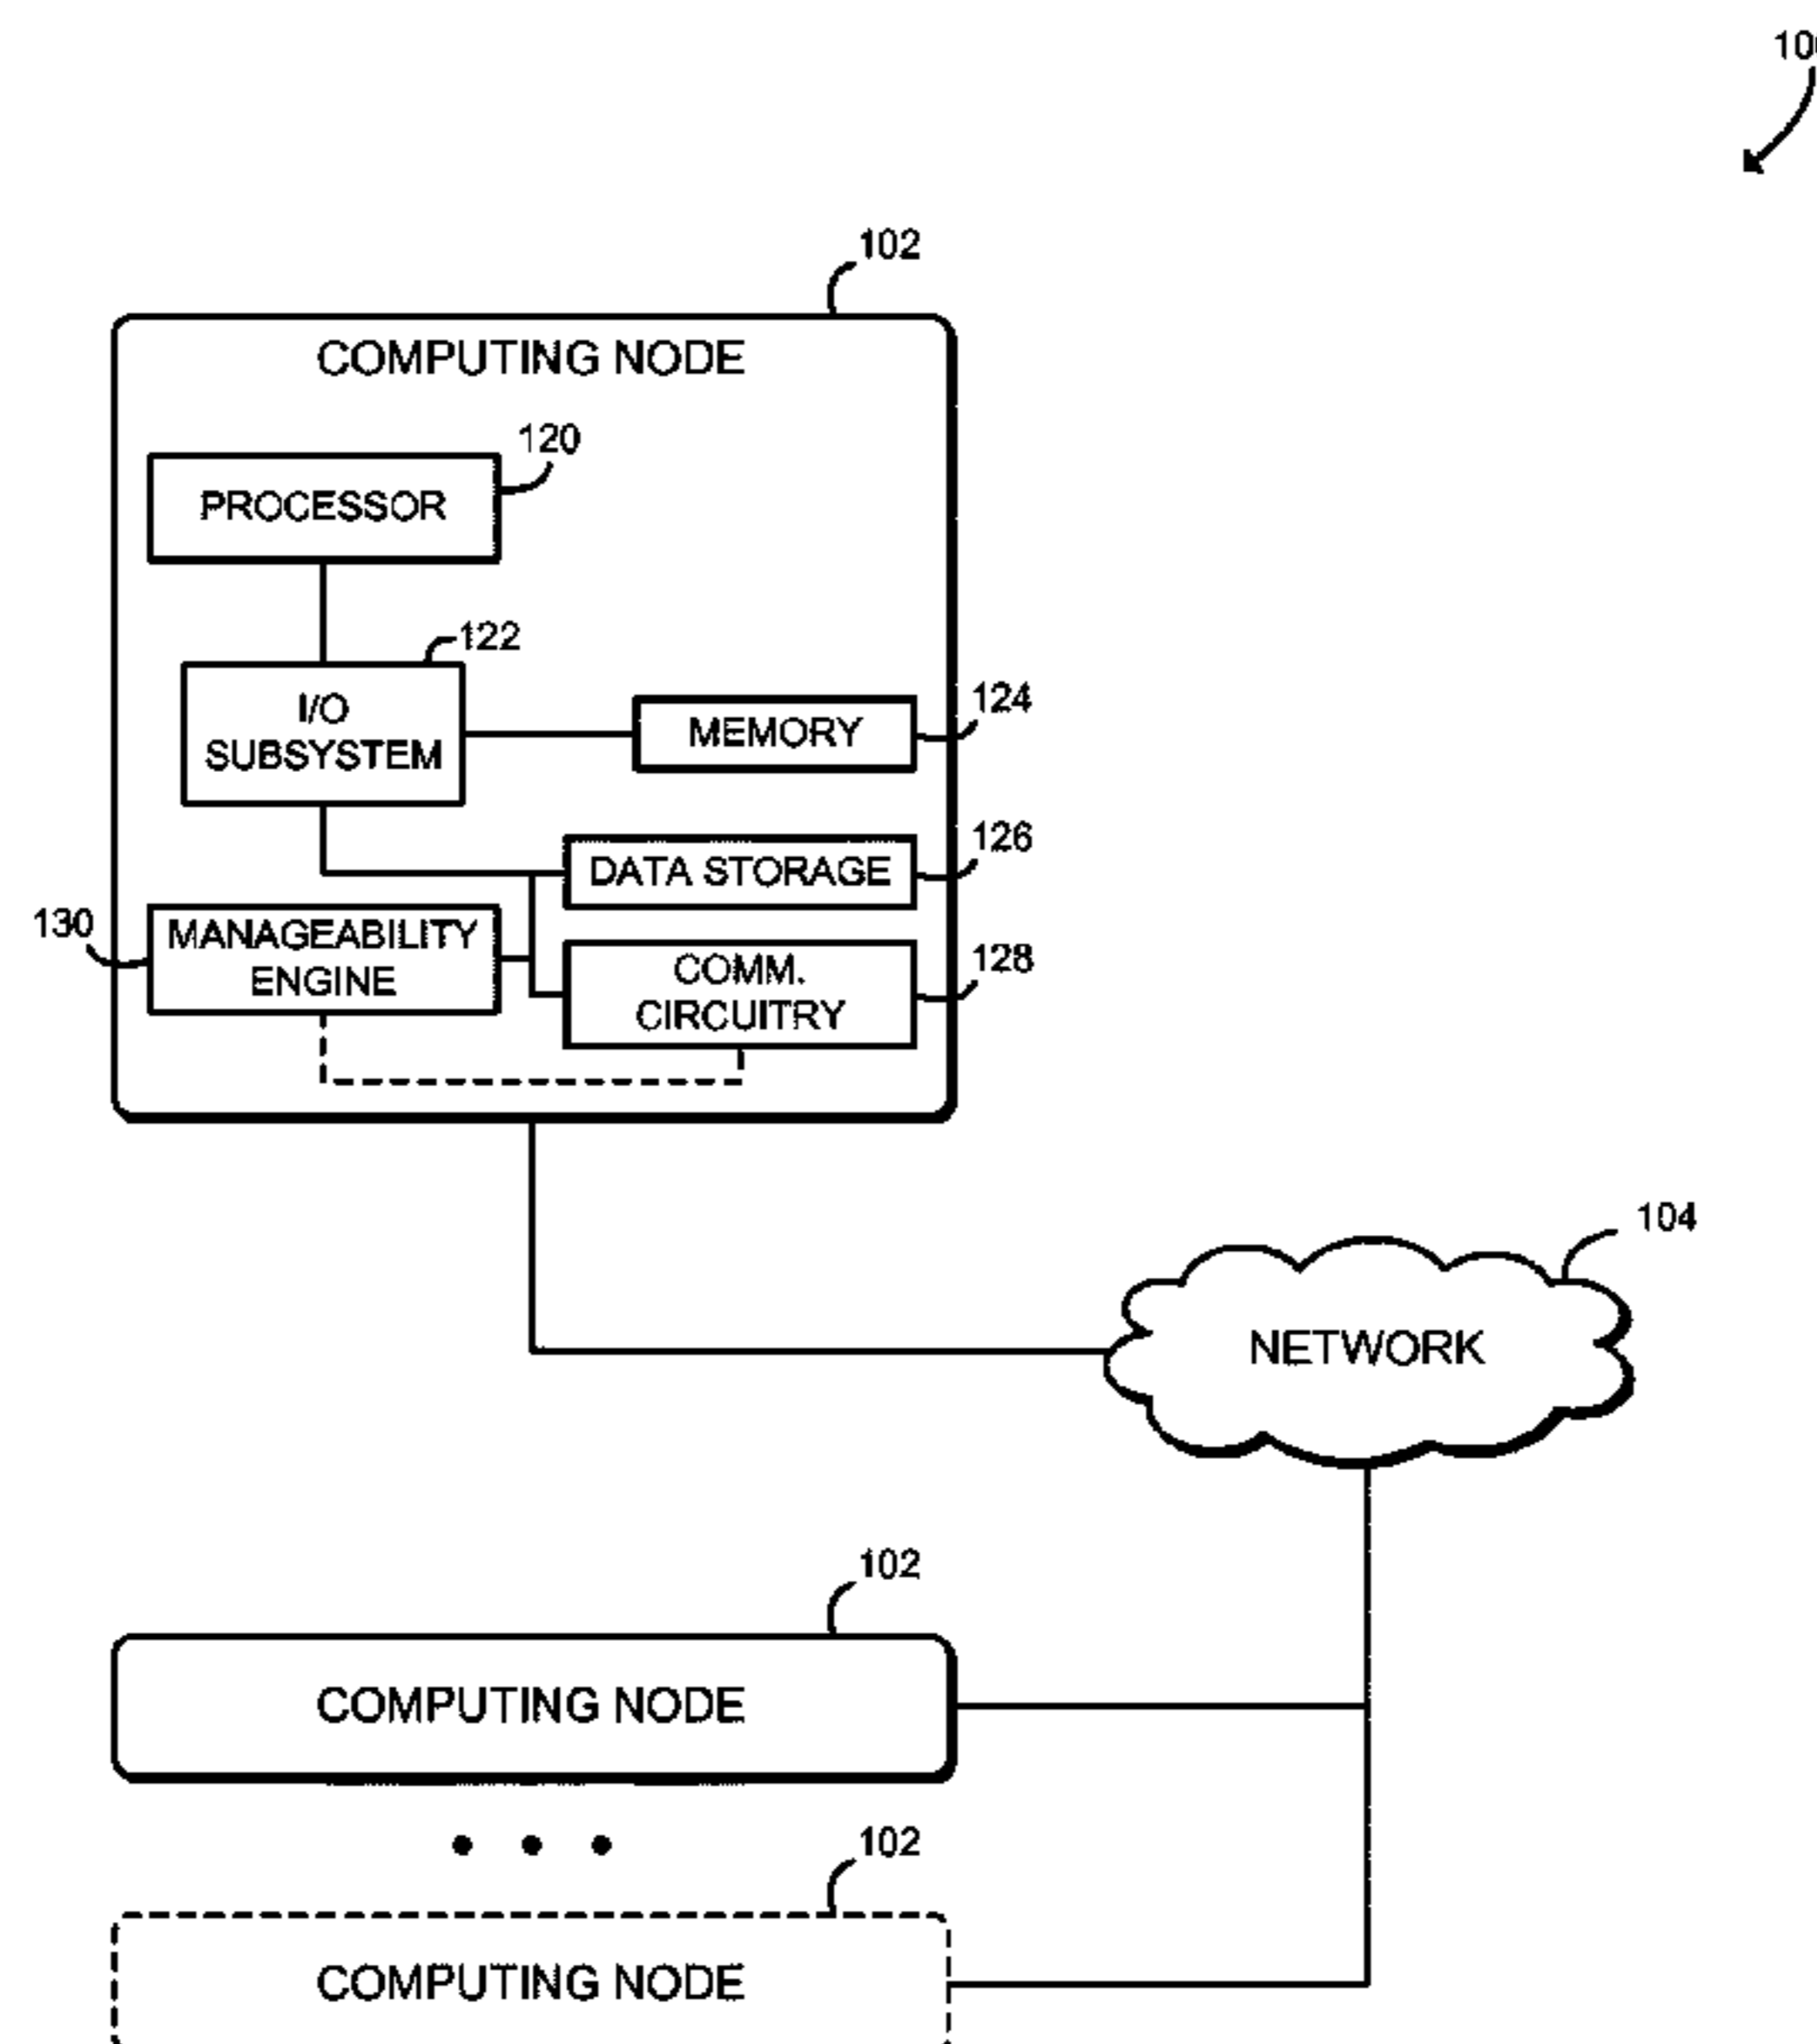 102
COMPUTING NODE
120
PROCESSOR
122
I/O
SUBSYSTEM
124
MEMORY
126
DATA STORAGE
130
MANAGEABILITY
ENGINE
128
COMM.
CIRCUITRY
104
NETWORK
102
COMPUTING NODE
102
COMPUTING NODE